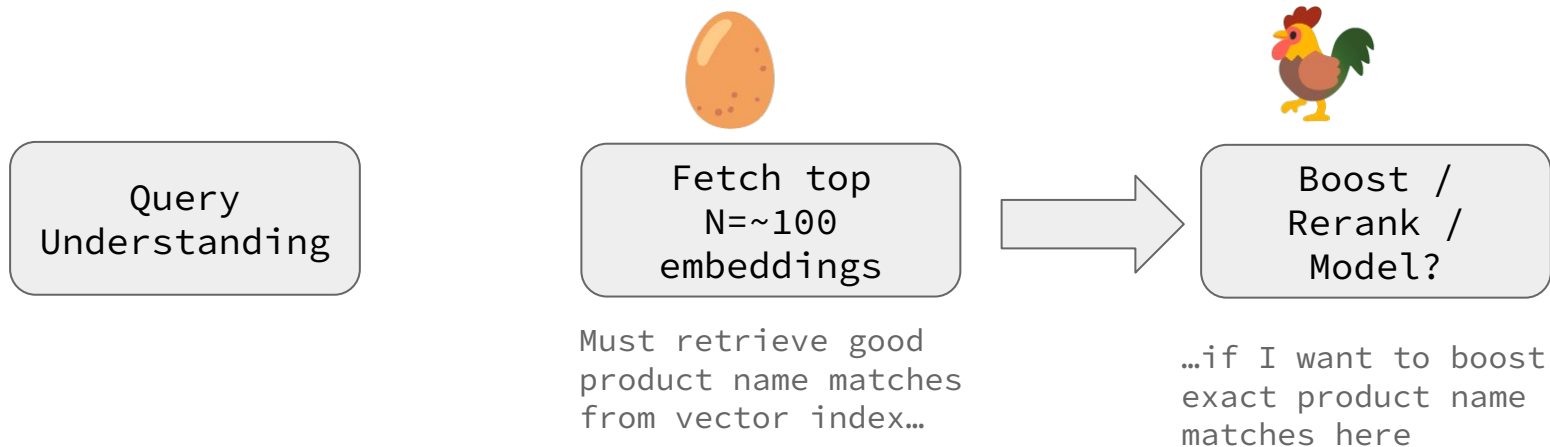 Query
Understanding
Fetch top
N=~100
embeddings
Boost /
Rerank /
Model?
Must retrieve good
product name matches
from vector index…
…if I want to boost
exact product name
matches here